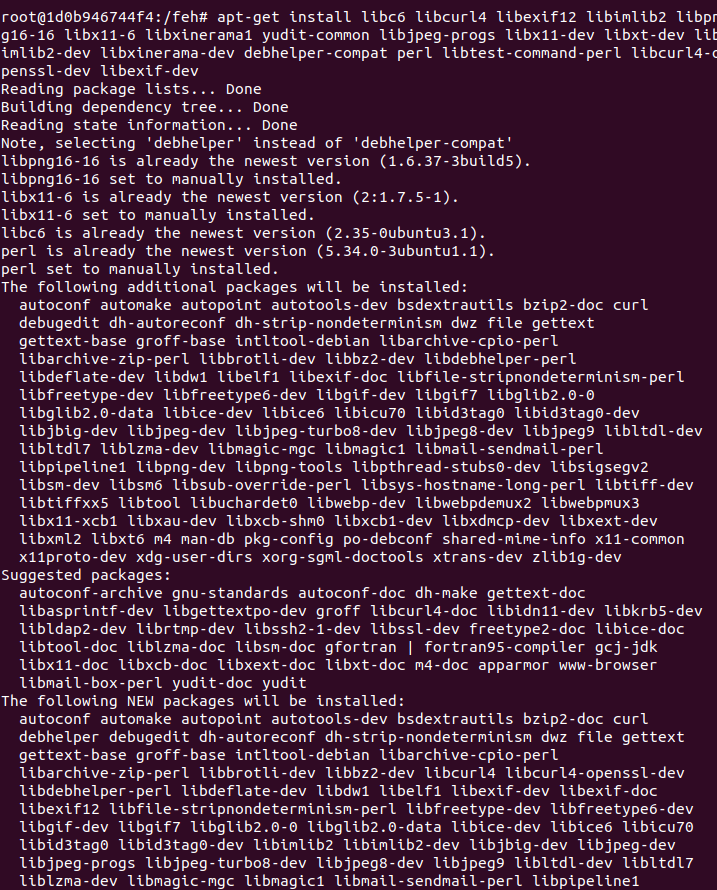 root@1d0b946744f4:/feh# apt-get install libc6 libcurl4 libexif12 libimlib2 libpn
g16-16 libx11-6 libxinerama1 yudit-common libjpeg-progs libx11-dev libxt-dev lib
imlib2-dev libxinerama-dev debhelper-compat perl libtest-command-perl libcurl4-o
penssl-dev libexif-dev
Reading package lists... Done
Building dependency tree... Done
Reading state information... Done
Note, selecting 'debhelper' instead of 'debhelper-compat'
libpng16-16 is already the newest version (1.6.37-3build5).
libpng16-16 set to manually installed.
libx11-6 is already the newest version (2:1.7.5-1).
libx11-6 set to manually installed.
libc6 is already the newest version (2.35-0ubuntu3.1).
perl is already the newest version (5.34.0-3ubuntu1.1).
perl set to manually installed.
The following additional packages will be installed:
  autoconf automake autopoint autotools-dev bsdextrautils bzip2-doc curl
  debugedit dh-autoreconf dh-strip-nondeterminism dwz file gettext
  gettext-base groff-base intltool-debian libarchive-cpio-perl
  libarchive-zip-perl libbrotli-dev libbz2-dev libdebhelper-perl
  libdeflate-dev libdw1 libelf1 libexif-doc libfile-stripnondeterminism-perl
  libfreetype-dev libfreetype6-dev libgif-dev libgif7 libglib2.0-0
  libglib2.0-data libice-dev libice6 libicu70 libid3tag0 libid3tag0-dev
  libjbig-dev libjpeg-dev libjpeg-turbo8-dev libjpeg8-dev libjpeg9 libltdl-dev
  libltdl7 liblzma-dev libmagic-mgc libmagic1 libmail-sendmail-perl
  libpipeline1 libpng-dev libpng-tools libpthread-stubs0-dev libsigsegv2
  libsm-dev libsm6 libsub-override-perl libsys-hostname-long-perl libtiff-dev
  libtiffxx5 libtool libuchardet0 libwebp-dev libwebpdemux2 libwebpmux3
  libx11-xcb1 libxau-dev libxcb-shm0 libxcb1-dev libxdmcp-dev libxext-dev
  libxml2 libxt6 m4 man-db pkg-config po-debconf shared-mime-info x11-common
  x11proto-dev xdg-user-dirs xorg-sgml-doctools xtrans-dev zlib1g-dev
Suggested packages:
  autoconf-archive gnu-standards autoconf-doc dh-make gettext-doc
  libasprintf-dev libgettextpo-dev groff libcurl4-doc libidn11-dev libkrb5-dev
  libldap2-dev librtmp-dev libssh2-1-dev libssl-dev freetype2-doc libice-doc
  libtool-doc liblzma-doc libsm-doc gfortran | fortran95-compiler gcj-jdk
  libx11-doc libxcb-doc libxext-doc libxt-doc m4-doc apparmor www-browser
  libmail-box-perl yudit-doc yudit
The following NEW packages will be installed:
  autoconf automake autopoint autotools-dev bsdextrautils bzip2-doc curl
  debhelper debugedit dh-autoreconf dh-strip-nondeterminism dwz file gettext
  gettext-base groff-base intltool-debian libarchive-cpio-perl
  libarchive-zip-perl libbrotli-dev libbz2-dev libcurl4 libcurl4-openssl-dev
  libdebhelper-perl libdeflate-dev libdw1 libelf1 libexif-dev libexif-doc
  libexif12 libfile-stripnondeterminism-perl libfreetype-dev libfreetype6-dev
  libgif-dev libgif7 libglib2.0-0 libglib2.0-data libice-dev libice6 libicu70
  libid3tag0 libid3tag0-dev libimlib2 libimlib2-dev libjbig-dev libjpeg-dev
  libjpeg-progs libjpeg-turbo8-dev libjpeg8-dev libjpeg9 libltdl-dev libltdl7
  liblzma-dev libmagic-mgc libmagic1 libmail-sendmail-perl libpipeline1